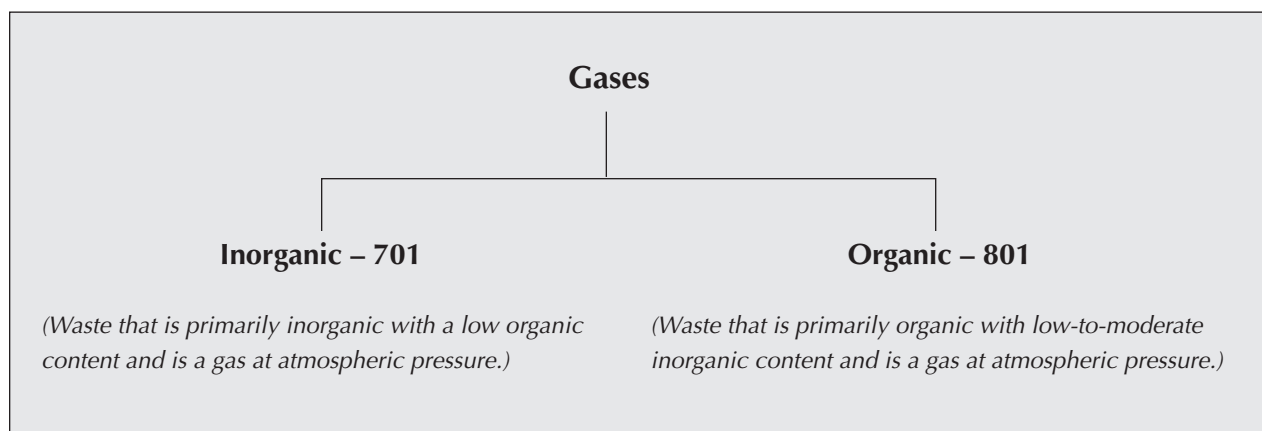 Gases
Inorganic – 701
(Waste that is primarily inorganic with a low organic
content and is a gas at atmospheric pressure.)
Organic – 801
(Waste that is primarily organic with low-to-moderate
inorganic content and is a gas at atmospheric pressure.)